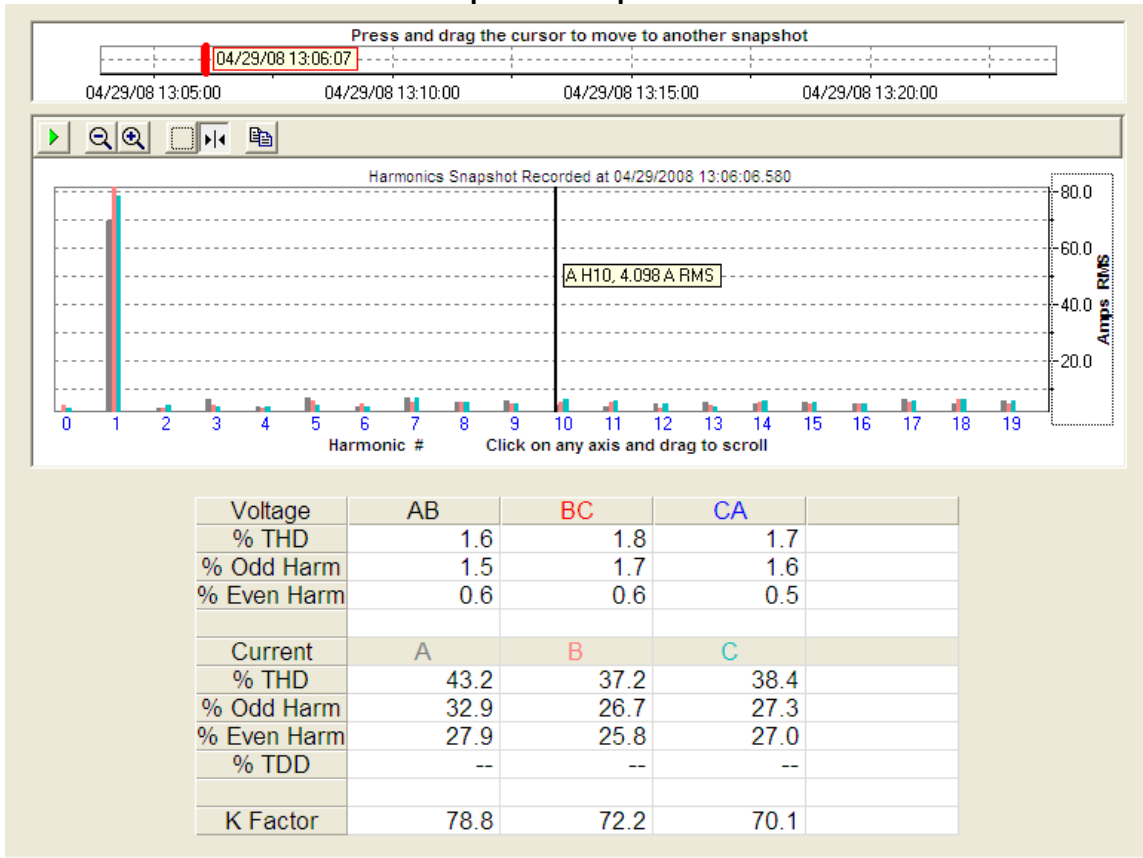 Press and drag the cursor to move to another snapshot
04/29/08 13:06:07
04/29/08 13:05:00 04/29/08 13:10:00 04/29/08 13:15:00 04/29/08 13:20:00
Harmonics Snapshot Recorded at 04/29/2008 13:06:06.580
80.0
60.0
A H10, 4.098 A RMS
40.0
20.0
Amps RMS
0 1 2 3 4 5 6 7 8 9 10 11 12 13 14 15 16 17 18 19
Harmonic # Click on any axis and drag to scroll
Voltage AB BC CA
% THD 1.6 1.8 1.7
% Odd Harm 1.5 1.7 1.6
% Even Harm 0.6 0.6 0.5
Current A B C
% THD 43.2 37.2 38.4
% Odd Harm 32.9 26.7 27.3
% Even Harm 27.9 25.8 27.0
% TDD -- -- --
K Factor 78.8 72.2 70.1